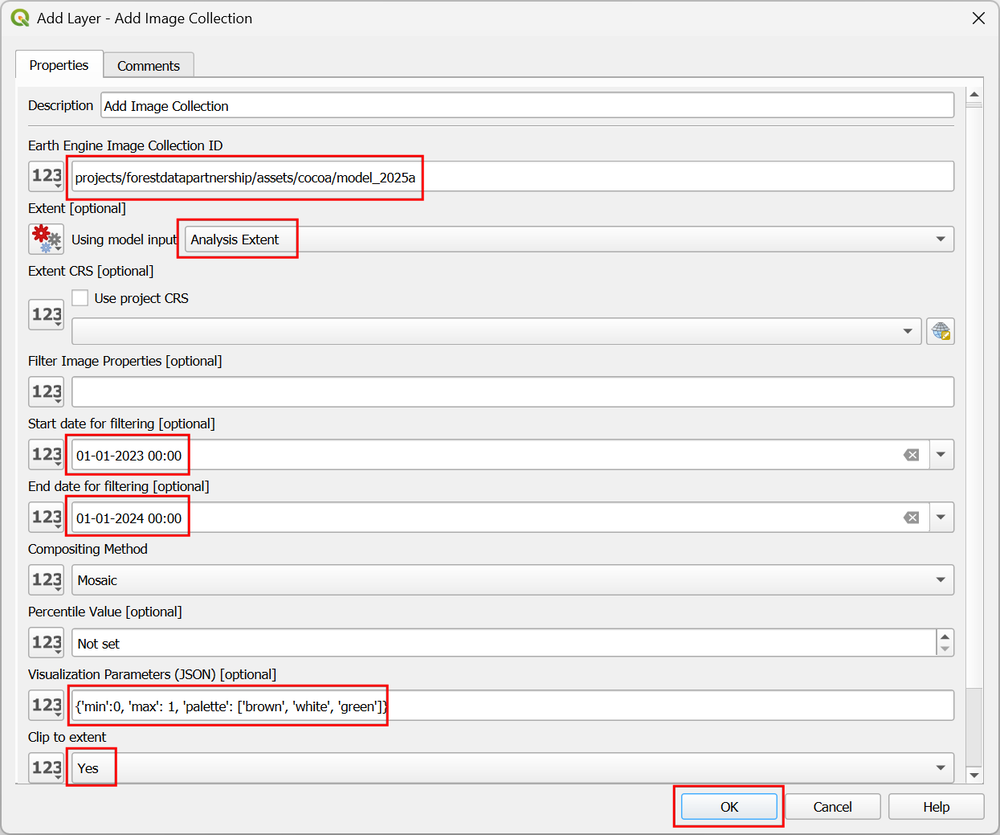 Add Layer - Add Image Collection
Properties
Comments
Description
Add Image Collection
Earth Engine Image Collection ID
123
projects/forestdatapartnership/assets/cocoa/model_2025a
Extent [optional]
Using model input
Analysis Extent
Extent CRS [optional]
123
Use project CRS
Filter Image Properties [optional]
123
Start date for filtering [optional]
123
01-01-2023 00:00
End date for filtering [optional]
123
01-01-2024 00:00
Compositing Method
123
Mosaic
Percentile Value [optional]
123
Not set
Visualization Parameters (JSON) [optional]
123
{'min':0, 'max': 1, 'palette': ['brown', 'white', 'green']}
Clip to extent
123
Yes
OK
Cancel
Help